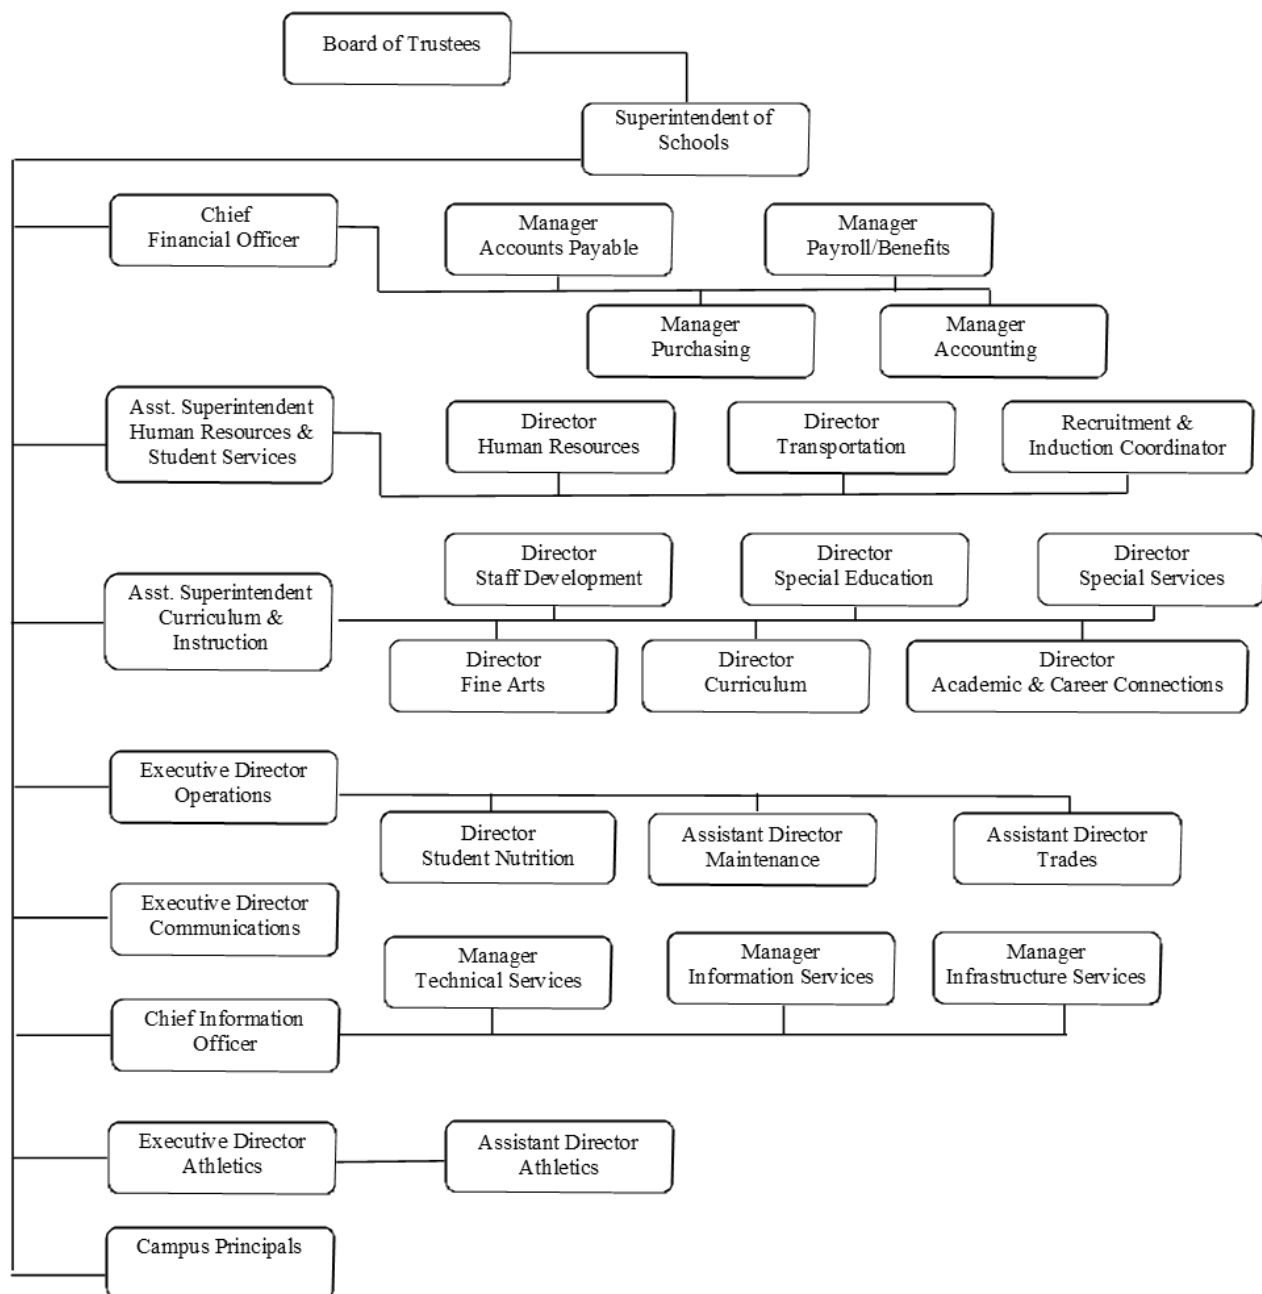 Board of Trustees
Superintendent of
Schools
Chief
Financial Officer
Manager
Accounts Payable
Manager
Payroll/Benefits
Manager
Purchasing
Manager
Accounting
Asst. Superintendent
Human Resources &
Student Services
Director
Human Resources
Director
Transportation
Recruitment &
Induction Coordinator
Asst. Superintendent
Curriculum &
Instruction
Director
Staff Development
Director
Special Education
Director
Special Services
Director
Fine Arts
Director
Curriculum
Director
Academic & Career Connections
Executive Director
Operations
Director
Student Nutrition
Assistant Director
Maintenance
Assistant Director
Trades
Executive Director
Communications
Manager
Technical Services
Manager
Information Services
Manager
Infrastructure Services
Chief Information
Officer
Executive Director
Athletics
Assistant Director
Athletics
Campus Principals